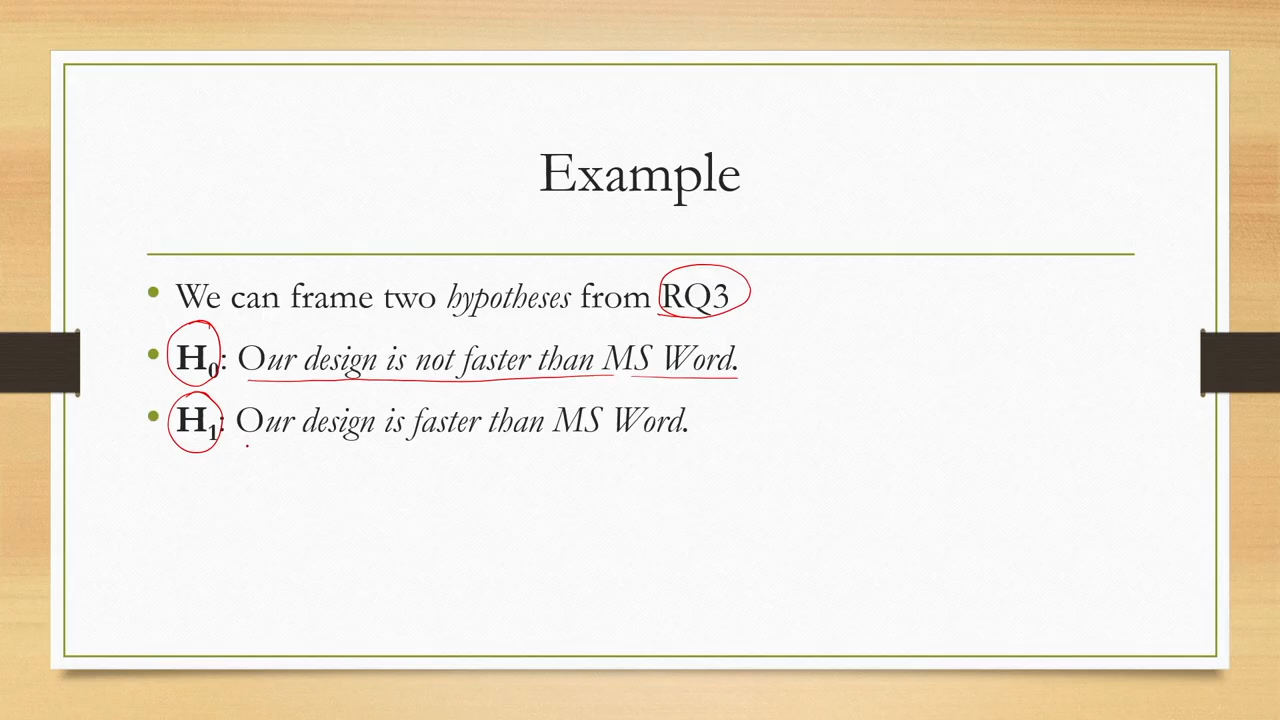 Example
• We can frame two hypotheses from RQ3
• H₀: Our design is not faster than MS Word.
• H₁: Our design is faster than MS Word.